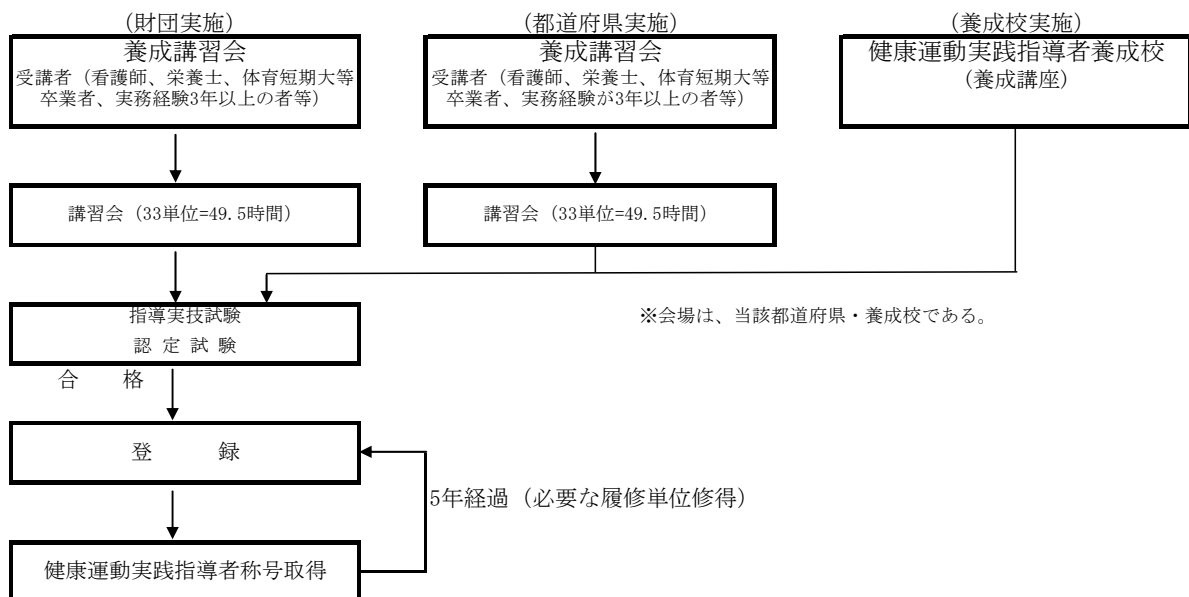 (財団実施)
養成講習会
受講者（看護師、栄養士、体育短期大等
卒業者、実務経験3年以上の者等）
(都道府県実施)
養成講習会
受講者（看護師、栄養士、体育短期大等
卒業者、実務経験が3年以上の者等）
(養成校実施)
健康運動実践指導者養成校
(養成講座)
講習会（33単位=49.5時間）
講習会（33単位=49.5時間）
指導実技試験
認 定 試 験
※会場は、当該都道府県・養成校である。
合　　格
登　　　録
5年経過（必要な履修単位修得）
健康運動実践指導者称号取得